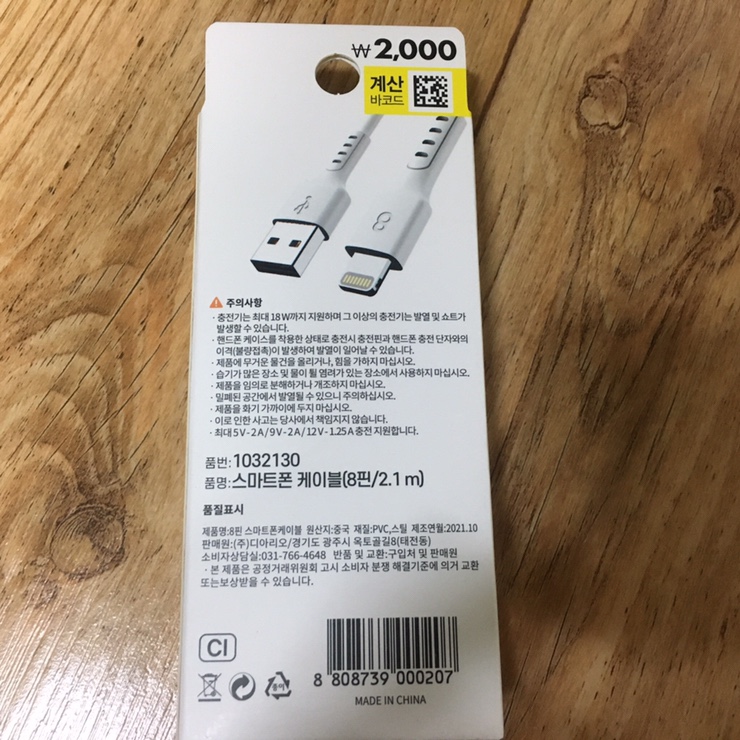 ₩2,000
계산
바코드
8
주의사항
· 충전기는 최대 18W까지 지원하며 그 이상의 충전기는 발열 및 쇼트가
발생할 수 있습니다.
· 핸드폰 케이스를 착용한 상태로 충전시 충전핀과 핸드폰 충전 단자와의
이격(불량접촉)이 발생하여 발열이 일어날 수 있습니다.
· 제품에 무거운 물건을 올리거나, 힘을 가하지 마십시오.
· 습기가 많은 장소 및 물이 튈 염려가 있는 장소에서 사용하지 마십시오.
· 제품을 임의로 분해하거나 개조하지 마십시오.
· 밀폐된 공간에서 발열될 수 있으니 주의하십시오.
· 제품을 화기 가까이에 두지 마십시오.
· 이로 인한 사고는 당사에서 책임지지 않습니다.
· 최대 5V - 2A / 9V - 2A / 12V - 1.25A 충전 지원합니다.
품번:1032130
품명:스마트폰 케이블(8핀/2.1 m)
품질표시
제품명:8핀 스마트폰케이블 원산지:중국 재질:PVC,스틸 제조연월:2021.10
판매원:(주)디아리오/경기도 광주시 옥토골길8(태전동)
소비자상담실:031-766-4648 반품 및 교환:구입처 및 판매원
· 본 제품은 공정거래위원회 고시 소비자 분쟁 해결기준에 의거 교환
또는보상받을 수 있습니다.
CI
종이
8 808739 000207
MADE IN CHINA